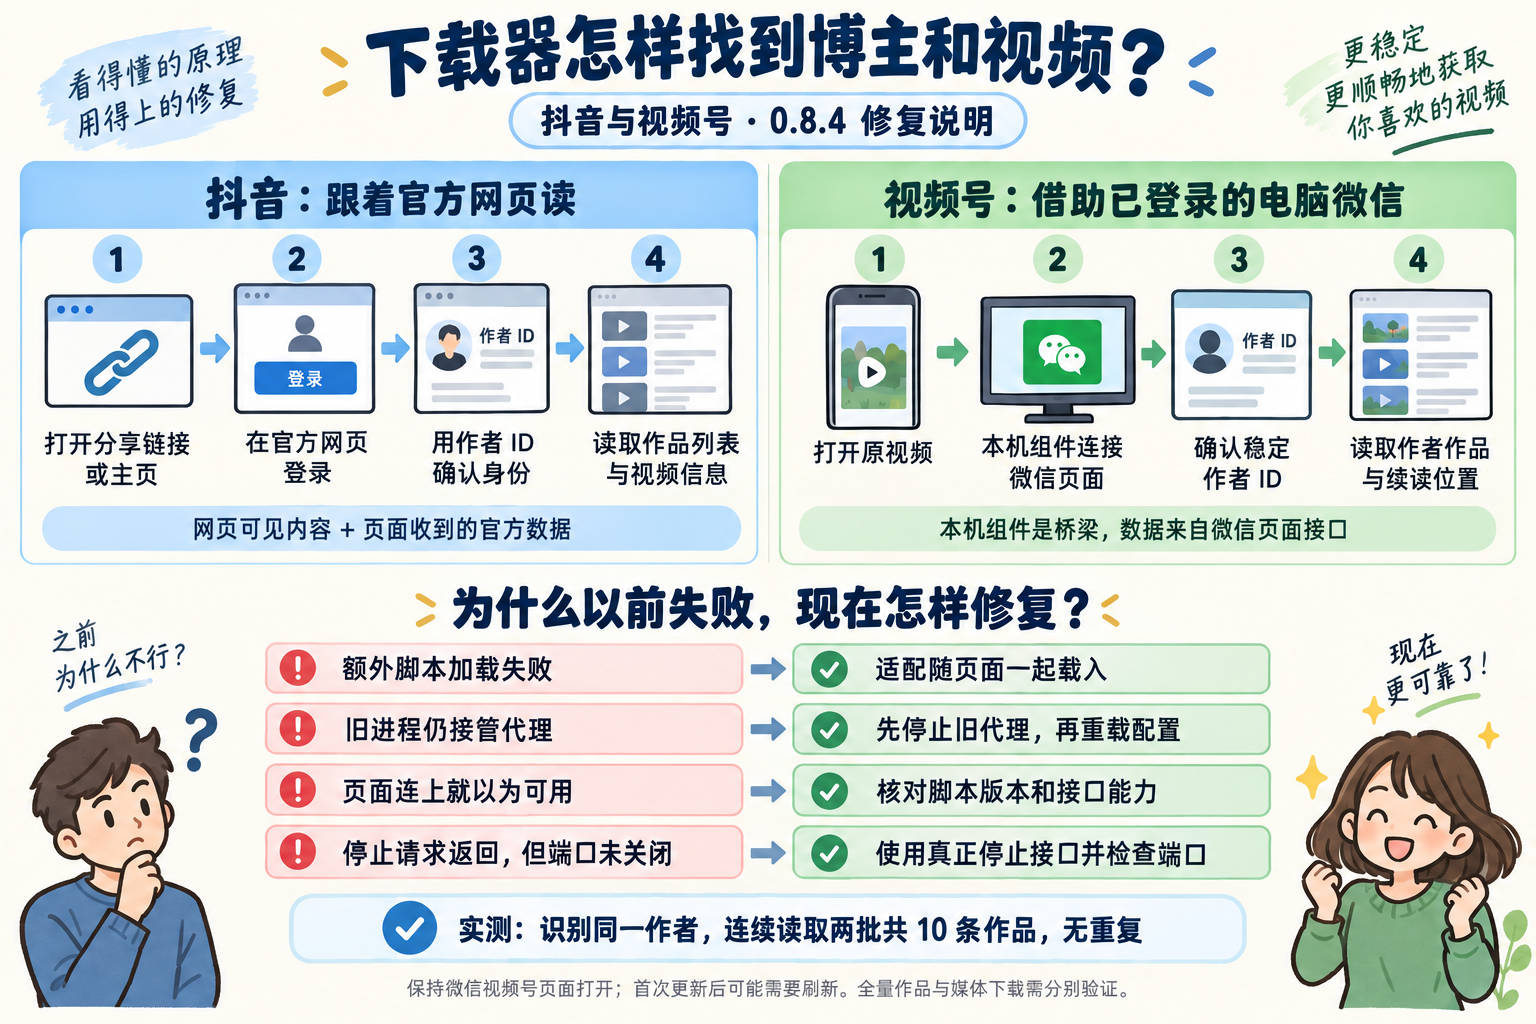 看得懂的原理
用得上的修复
下载器怎样找到博主和视频?
抖音与视频号 · 0.8.4 修复说明
更稳定
更顺畅地获取
你喜欢的视频
抖音：跟着官方网页读
1
2
3
4
登录
作者 ID
打开分享链接
或主页
在官方网页
登录
用作者 ID
确认身份
读取作品列表
与视频信息
网页可见内容 + 页面收到的官方数据
视频号：借助已登录的电脑微信
1
2
3
4
作者 ID
打开原视频
本机组件连接
微信页面
确认稳定
作者 ID
读取作者作品
与续读位置
本机组件是桥梁，数据来自微信页面接口
为什么以前失败，现在怎样修复?
之前
为什么不行?
?
! 额外脚本加载失败
适配随页面一起载入
! 旧进程仍接管代理
先停止旧代理，再重载配置
! 页面连上就以为可用
核对脚本版本和接口能力
! 停止请求返回，但端口未关闭
使用真正停止接口并检查端口
现在
更可靠了!
实测：识别同一作者，连续读取两批共 10 条作品，无重复
保持微信视频号页面打开；首次更新后可能需要刷新。全量作品与媒体下载需分别验证。